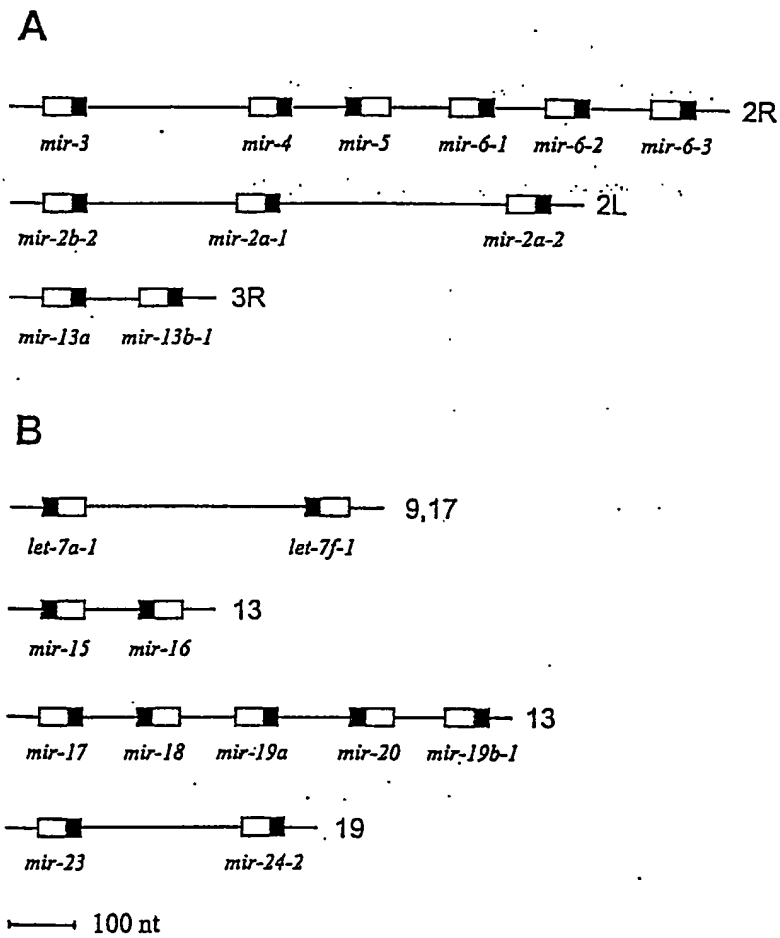 A
2R
mir-3 mir-4 mir-5 mir-6-1 mir-6-2 mir-6-3
2L
mir-2b-2 mir-2a-1 mir-2a-2
3R
mir-13a mir-13b-1
B
9,17
let-7a-1 let-7f-1
13
mir-15 mir-16
13
mir-17 mir-18 mir-19a mir-20 mir-19b-1
19
mir-23 mir-24-2
100 nt